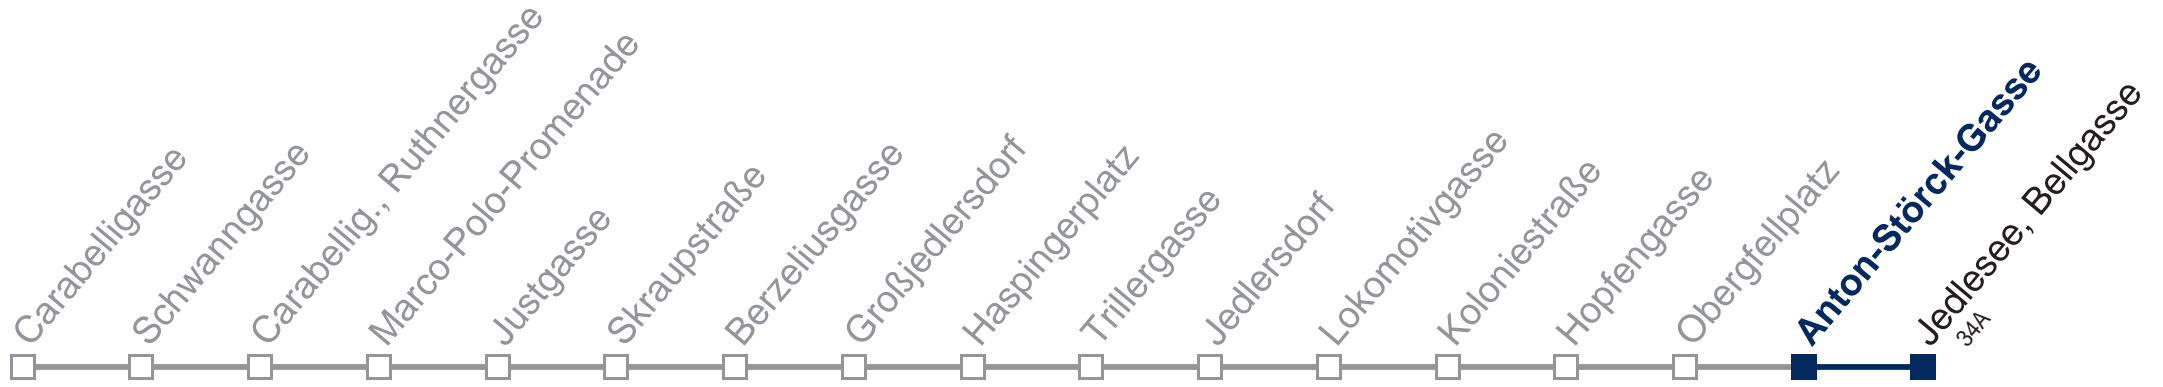 Carabelligasse
Schwanngasse
Carabellig., Ruthnergasse
Marco-Polo-Promenade
Justgasse
Skraupstraße
Berzeliusgasse
Großjedlersdorf
Haspingerplatz
Trillergasse
Jedlersdorf
Lokomotivgasse
Koloniestraße
Hopfengasse
Obergfellplatz
Anton-Störck-Gasse
Jedlesee, Bellgasse
34A